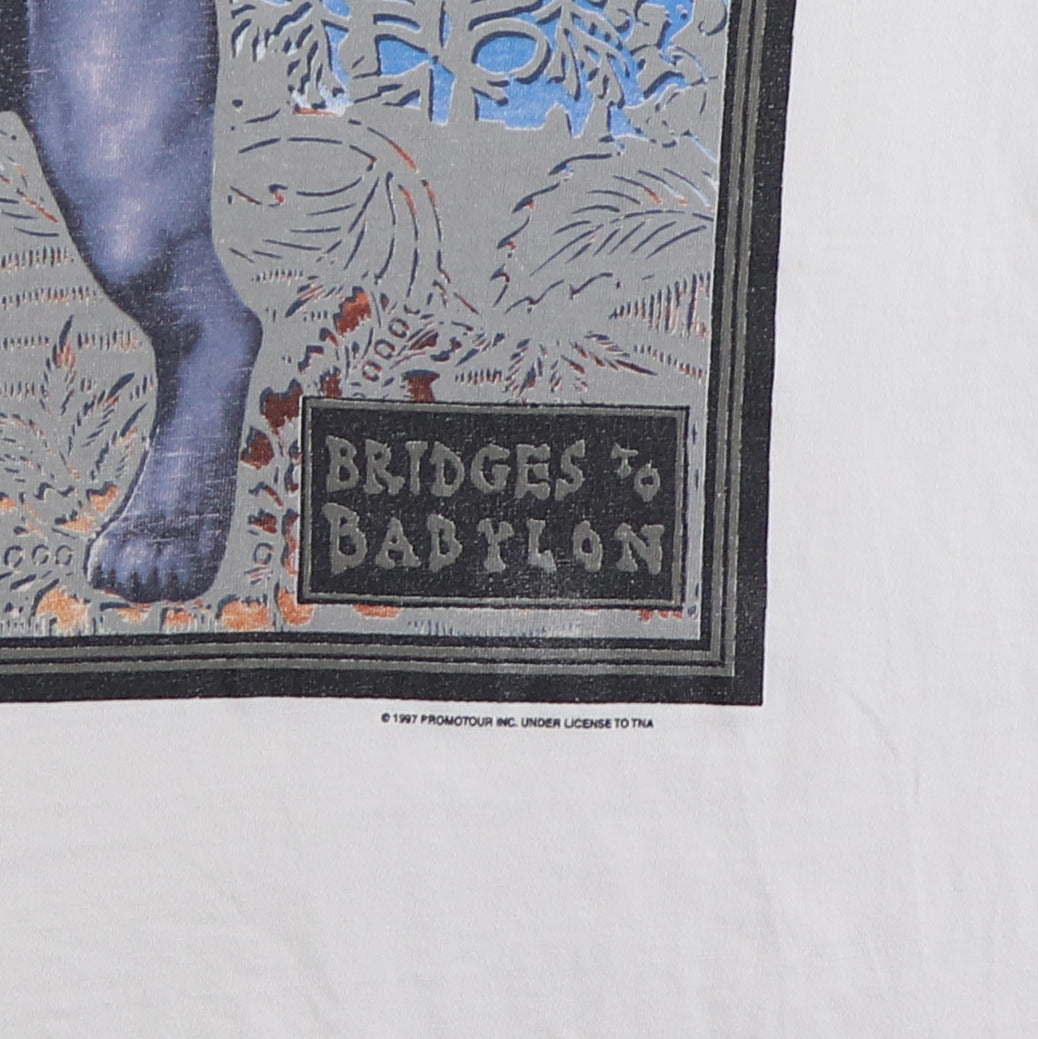 BRIDGES TO
BABYLON
© 1997 PROMOTOUR INC. UNDER LICENSE TO TNA